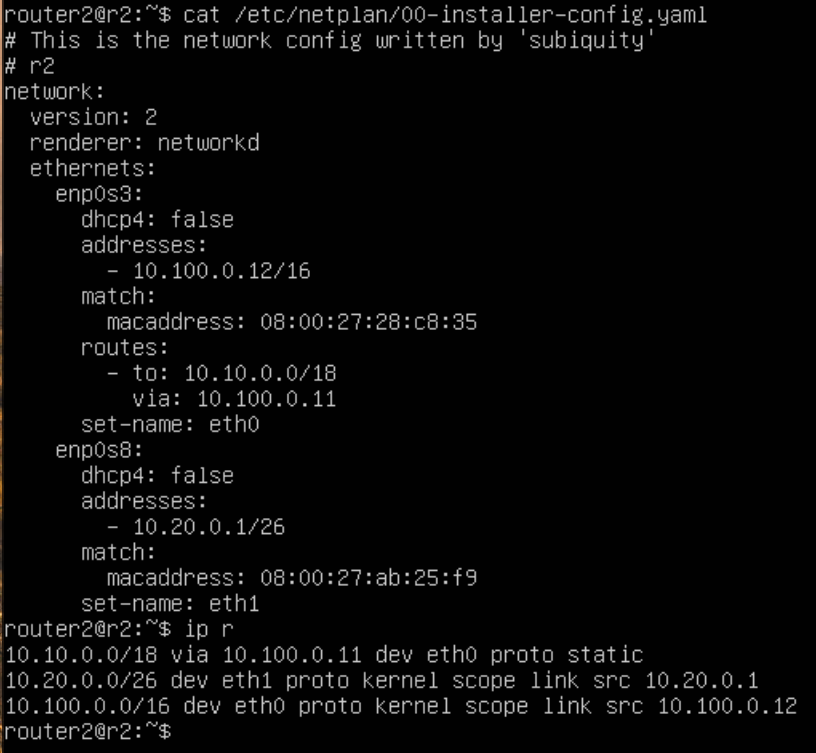 router2@r2:~$ cat /etc/netplan/00-installer-config.yaml
# This is the network config written by 'subiquity'
# r2
network:
  version: 2
  renderer: networkd
  ethernets:
    enp0s3:
      dhcp4: false
      addresses:
        - 10.100.0.12/16
      match:
        macaddress: 08:00:27:28:c8:35
      routes:
        - to: 10.10.0.0/18
          via: 10.100.0.11
      set-name: eth0
    enp0s8:
      dhcp4: false
      addresses:
        - 10.20.0.1/26
      match:
        macaddress: 08:00:27:ab:25:f9
      set-name: eth1
router2@r2:~$ ip r
10.10.0.0/18 via 10.100.0.11 dev eth0 proto static
10.20.0.0/26 dev eth1 proto kernel scope link src 10.20.0.1
10.100.0.0/16 dev eth0 proto kernel scope link src 10.100.0.12
router2@r2:~$